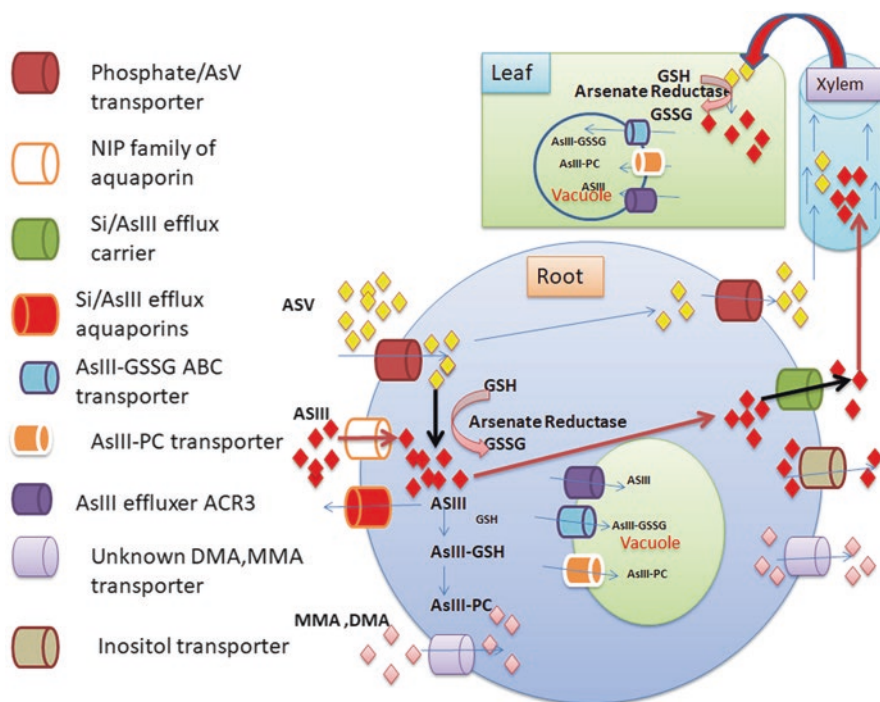 Phosphate/AsV
transporter
NIP family of
aquaporin
Si/AsIII efflux
carrier
Si/AsIII efflux
aquaporins
AsIII-GSSG ABC
transporter
AsIII-PC transporter
AsIII effluxer ACR3
Unknown DMA,MMA
transporter
Inositol transporter
Leaf
GSH
Arsenate Reductase
GSSG
AsIII-GSSG
AsIII-PC
ASIII
Vacuole
Xylem
Root
ASV
GSH
Arsenate Reductase
GSSG
ASIII
ASIII
GSH
AsIII-GSH
AsIII-PC
ASIII
AsIII-GSSG
Vacuole
AsIII-PC
MMA ,DMA